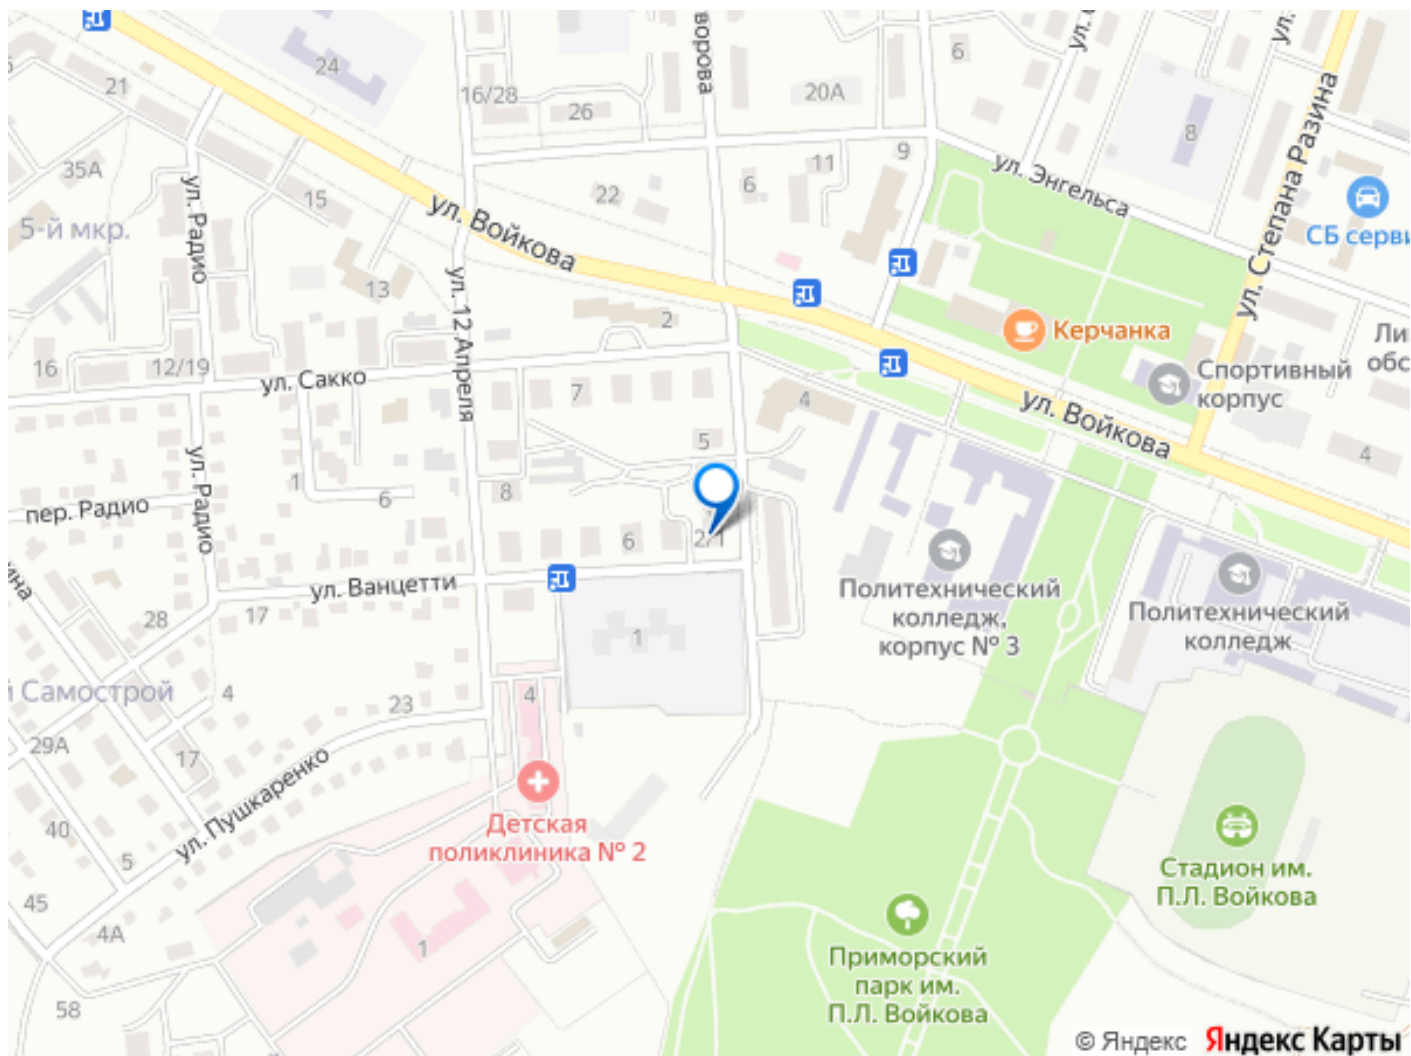 24
21
16/28
26
20А
6
8
ул. Степана Разина
35А
15
22
6
11
9
ул. Энгельса
СБ серви
5-й мкр.
ул. Радио
ул. Войкова
13
ул. 12 Апреля
2
Керчанка
Ли
обс
16
12/19
ул. Сакко
7
4
Спортивный
корпус
ул. Войкова
4
5
ул. Радио
1
6
8
пер. Радио
6
2/1
ул. Ванцетти
28
17
1
Политехнический
колледж,
корпус № 3
Политехнический
колледж
Самострой
4
23
4
29А
17
ул. Пушкаренко
Детская
поликлиника № 2
40
5
45
4А
1
58
Стадион им.
П.Л. Войкова
Приморский
парк им.
П.Л. Войкова
© Яндекс Яндекс Карты